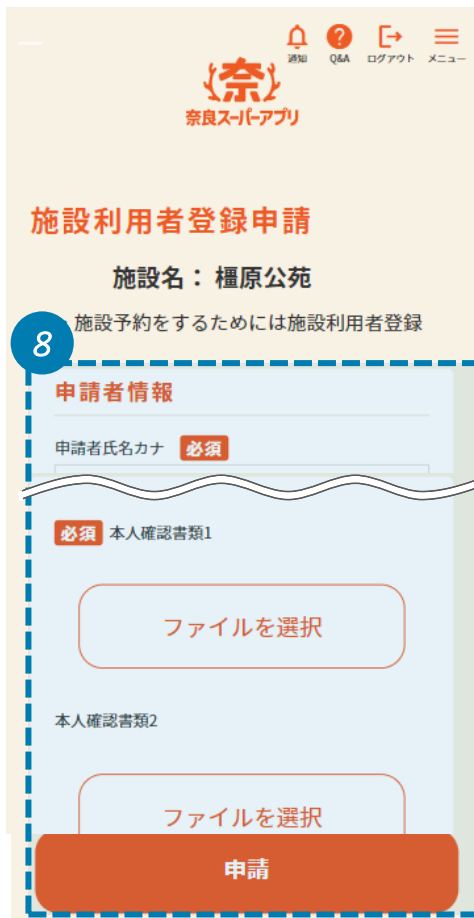 通知 Q&A ログアウト メニュー
奈
奈良スーパーアプリ
施設利用者登録申請
施設名： 橿原公苑
施設予約をするためには施設利用者登録
8
申請者情報
申請者氏名カナ 必須
必須 本人確認書類1
ファイルを選択
本人確認書類2
ファイルを選択
申請